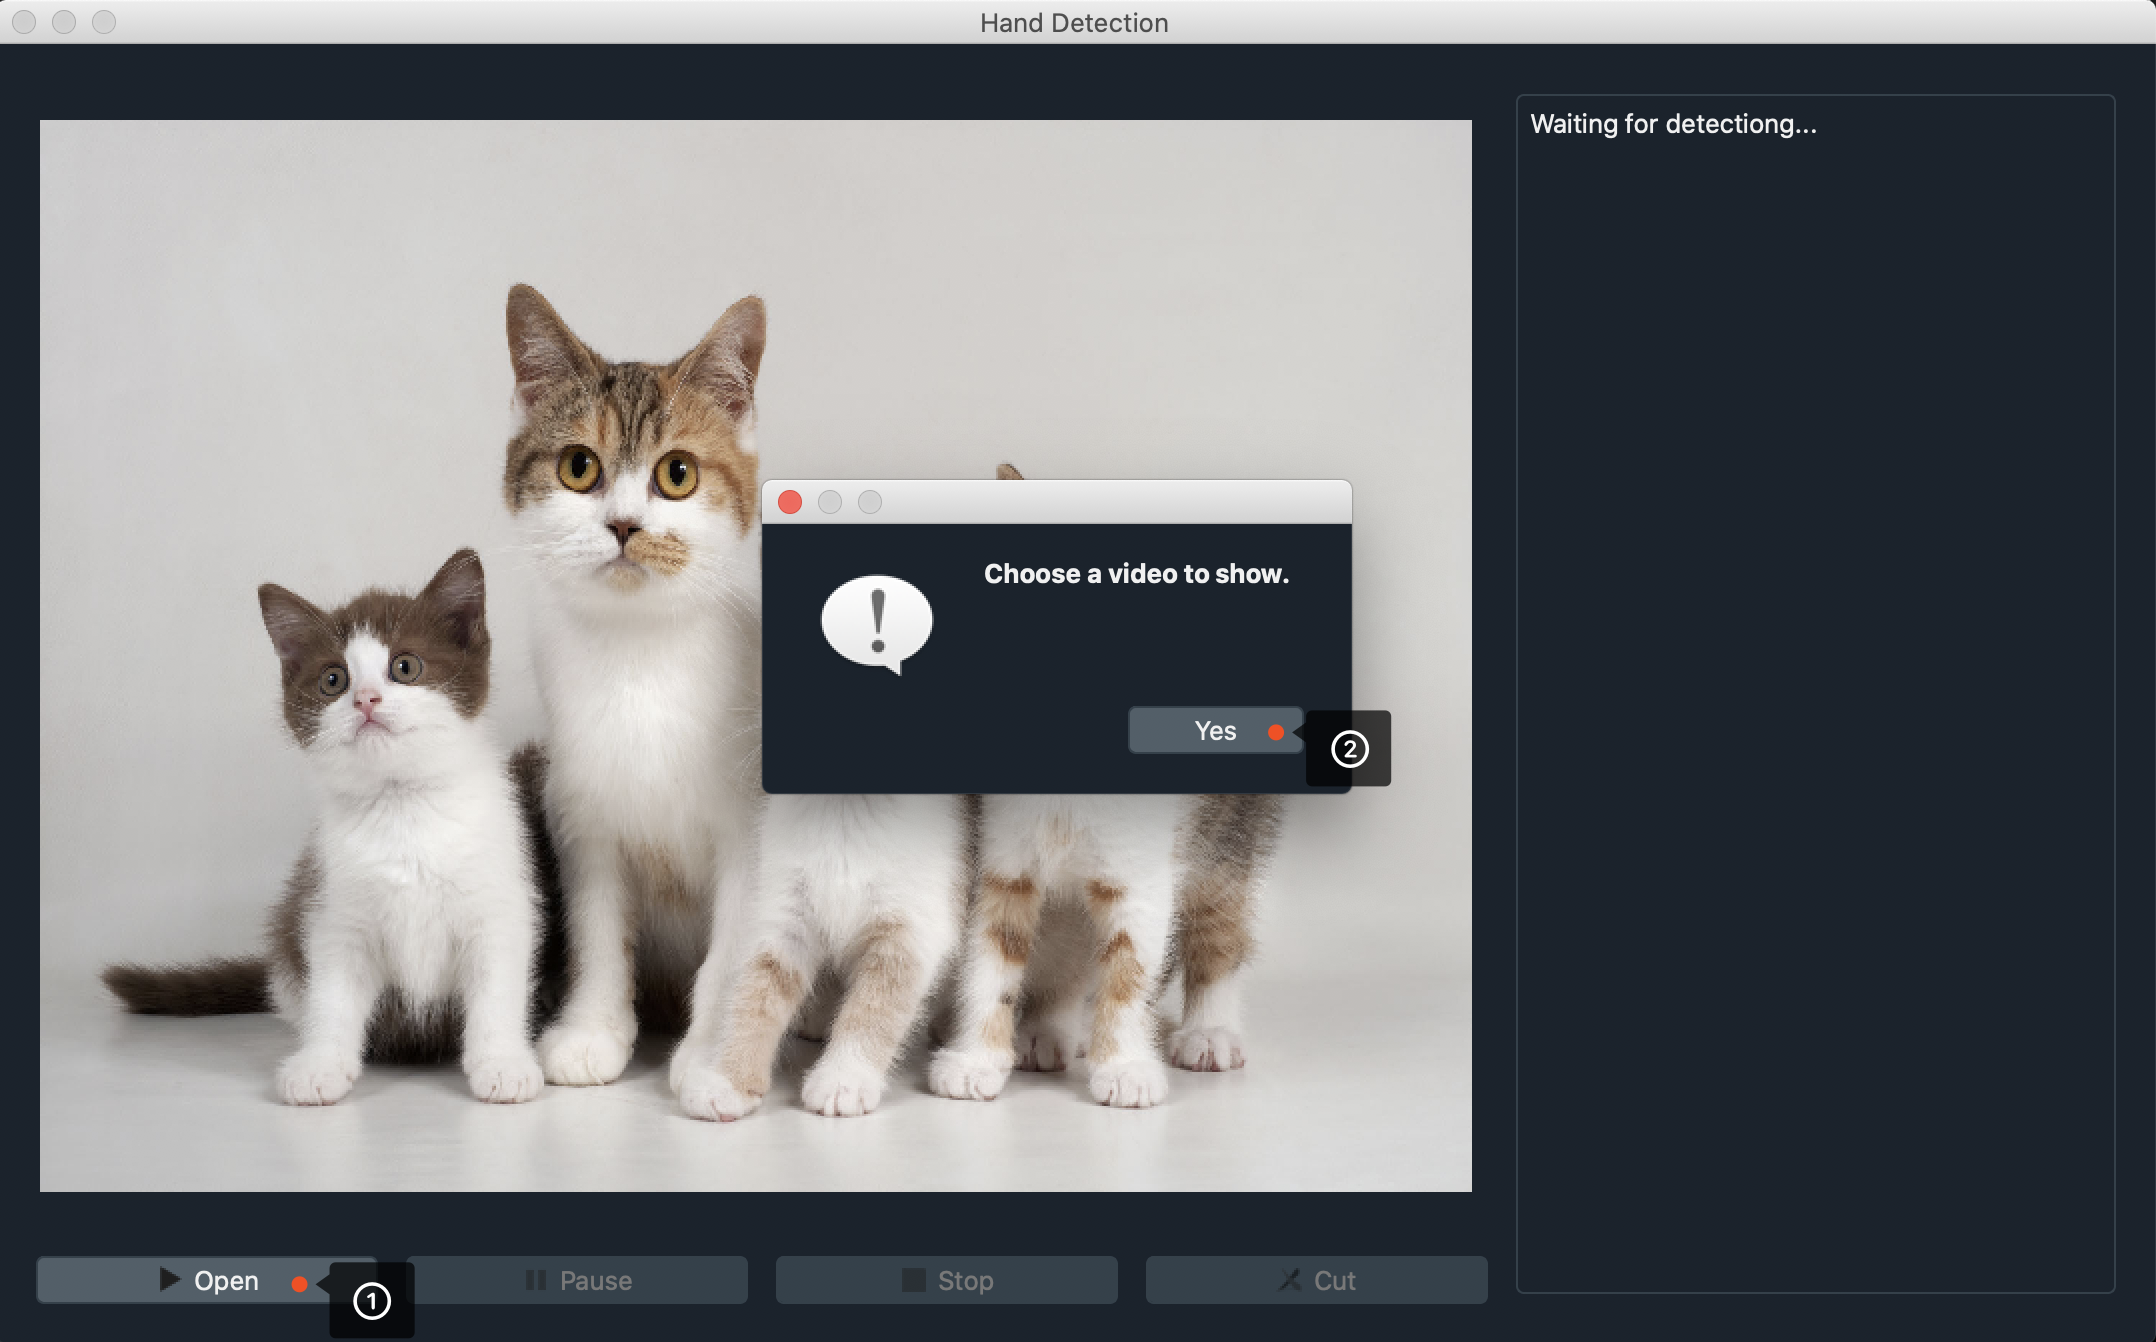 Hand Detection
Waiting for detectiong...
Choose a video to show.
Yes
②
Open
①
Pause
Stop
Cut